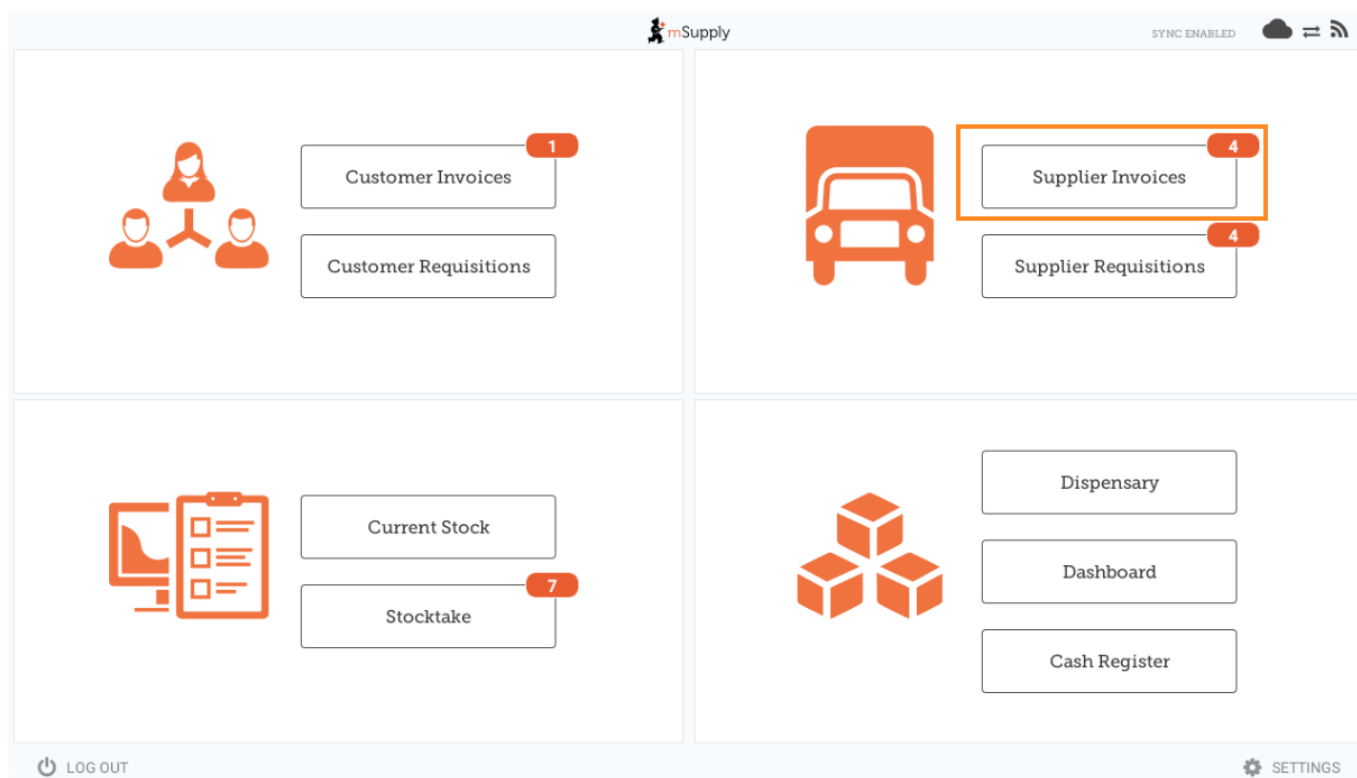 mSupply
SYNC ENABLED
1
Customer Invoices
Customer Requisitions
4
Supplier Invoices
4
Supplier Requisitions
Current Stock
7
Stocktake
Dispensary
Dashboard
Cash Register
LOG OUT
SETTINGS